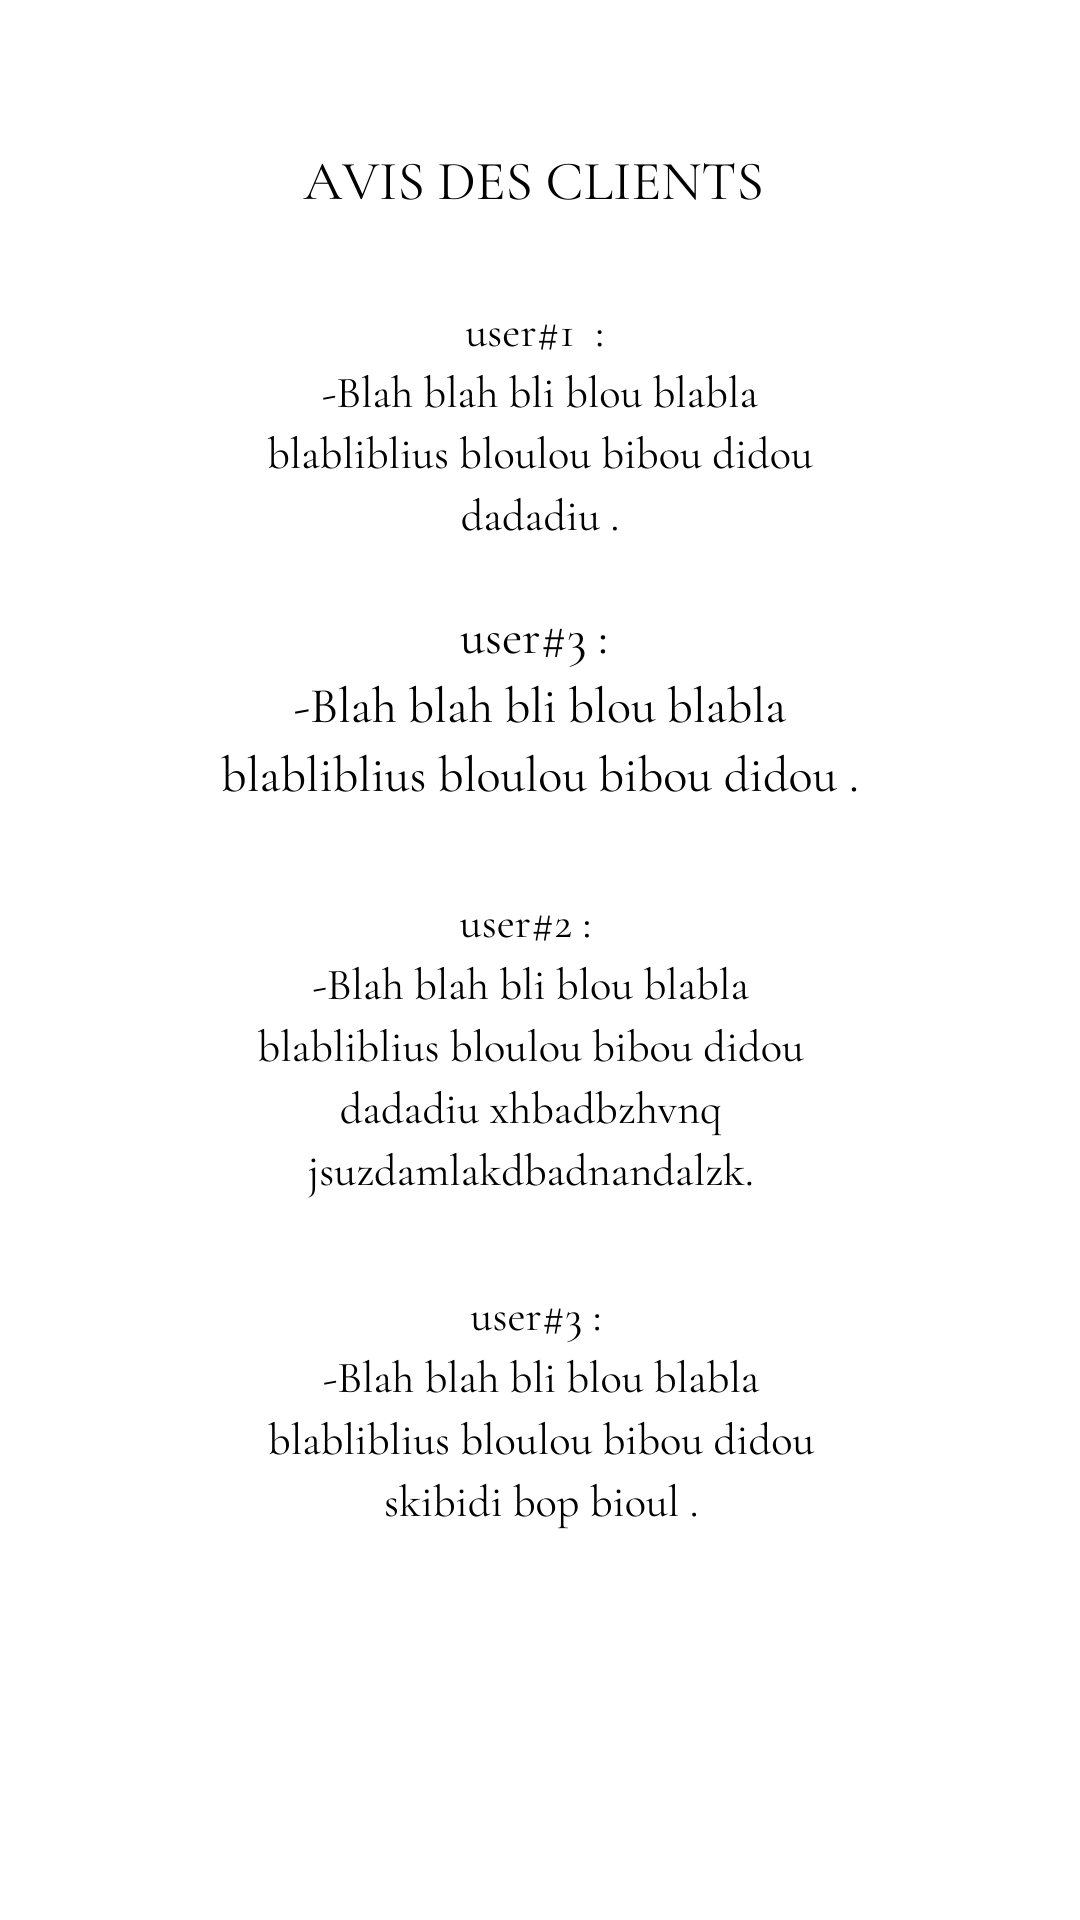 AVIS DES CLIENTS
user#1 :
-Blah blah bli blou blabla
blabliblius bloulou bibou didou
dadadiu .
user#3 :
-Blah blah bli blou blabla
blabliblius bloulou bibou didou .
user#2 :
-Blah blah bli blou blabla
blabliblius bloulou bibou didou
dadadiu xhbadbzhvnq
jsuzdamlakdbadnandalzk.
user#3 :
-Blah blah bli blou blabla
blabliblius bloulou bibou didou
skibidi bop bioul .